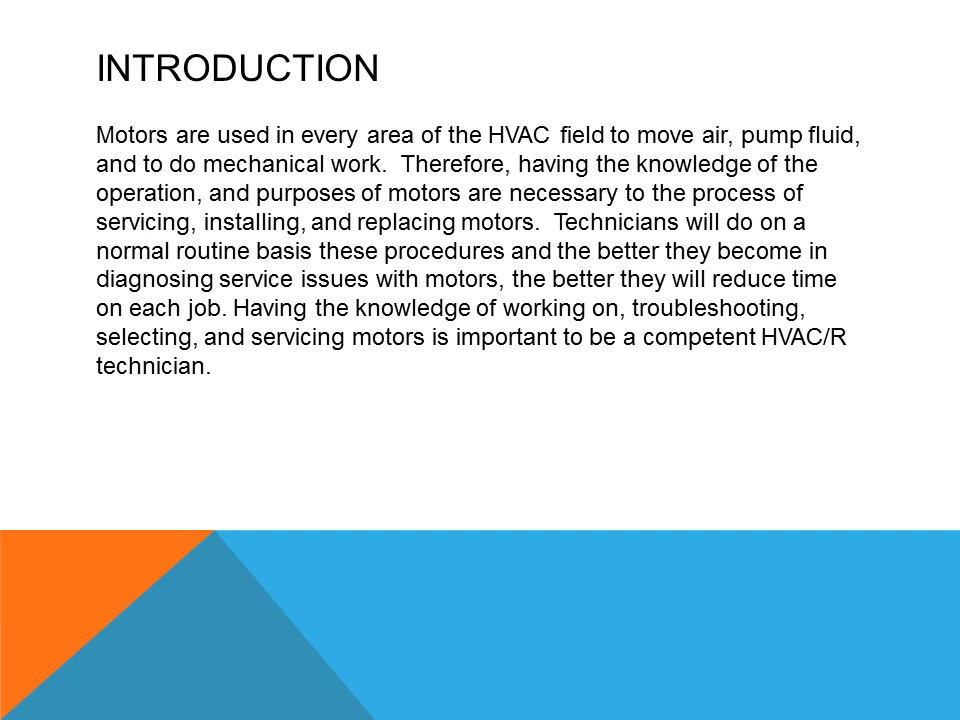 INTRODUCTION
Motors are used in every area of the HVAC field to move air, pump fluid,
and to do mechanical work.  Therefore, having the knowledge of the
operation, and purposes of motors are necessary to the process of
servicing, installing, and replacing motors.  Technicians will do on a
normal routine basis these procedures and the better they become in
diagnosing service issues with motors, the better they will reduce time
on each job. Having the knowledge of working on, troubleshooting,
selecting, and servicing motors is important to be a competent HVAC/R
technician.